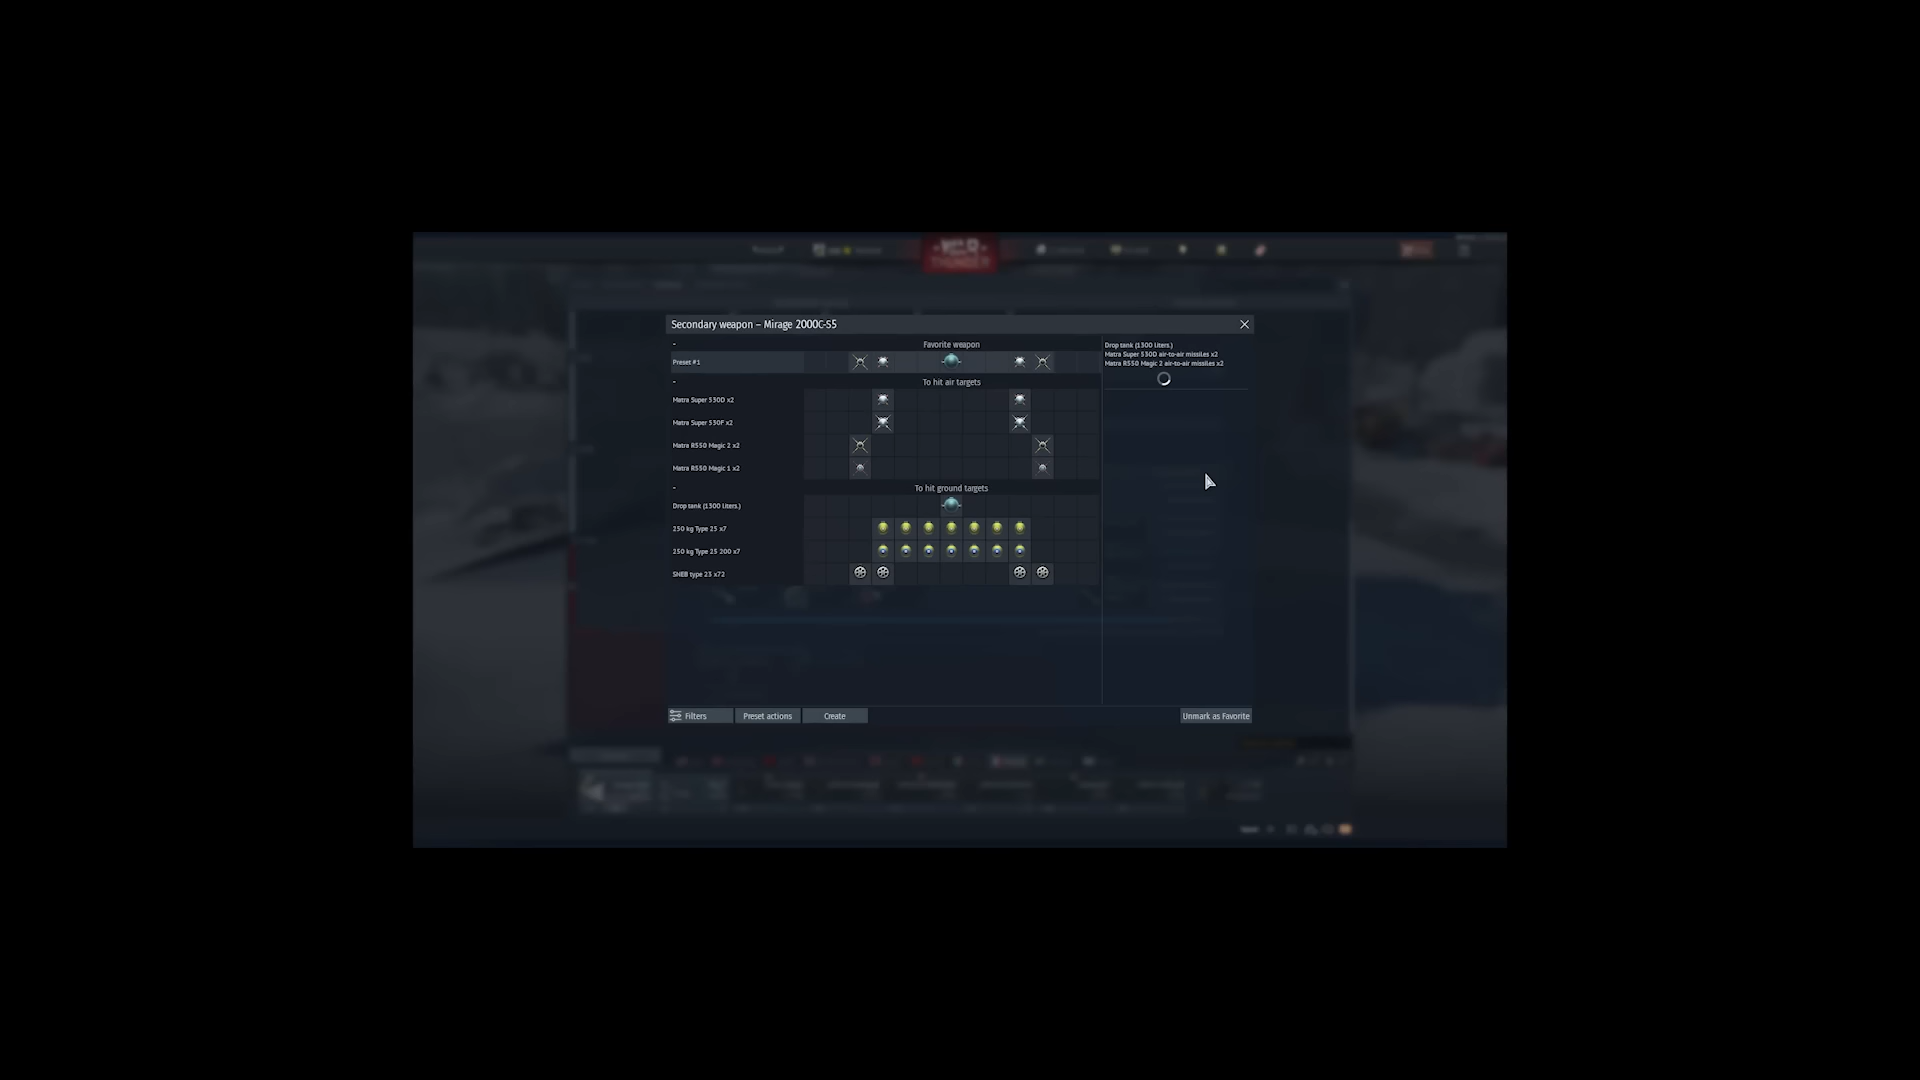 THUNDER
Secondary weapon – Mirage 2000C-S5
-
Favorite weapon
Preset #1
-
To hit air targets
Matra Super 530D x2
Matra Super 530F x2
Matra R550 Magic 2 x2
Matra R550 Magic 1 x2
-
To hit ground targets
Drop tank (1300 liters.)
250 kg Type 25 x7
250 kg Type 25 200 x7
SNEB type 23 x72
Drop tank (1300 liters.)
Matra Super 530D air-to-air missiles x2
Matra R550 Magic 2 air-to-air missiles x2
Filters
Preset actions
Create
Unmark as Favorite